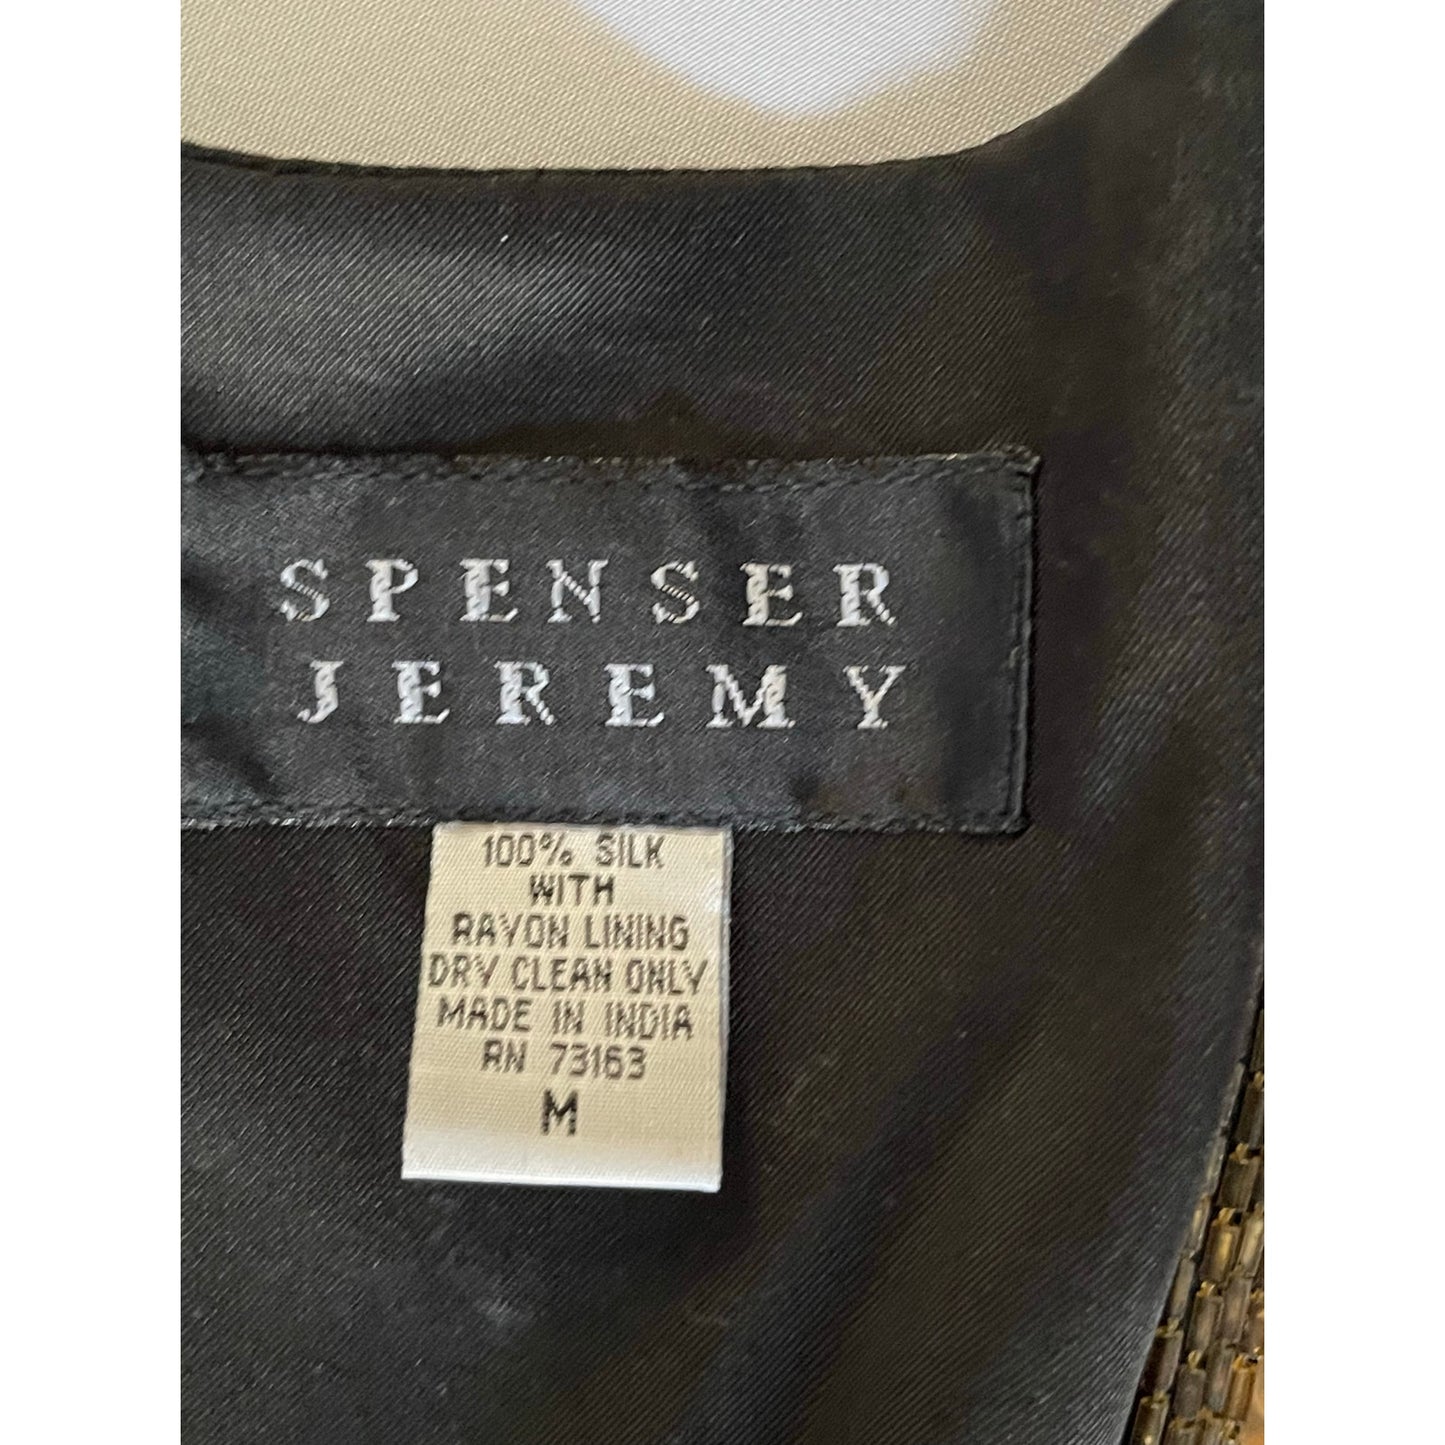 SPENSER
JEREMY
100% SILK
WITH
RAYON LINING
DRY CLEAN ONLY
MADE IN INDIA
RN 73163
M